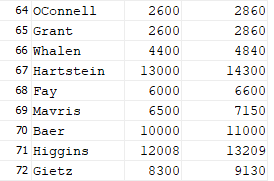 64 OConnell 2600 2860
65 Grant 2600 2860
66 Whalen 4400 4840
67 Hartstein 13000 14300
68 Fay 6000 6600
69 Mavris 6500 7150
70 Baer 10000 11000
71 Higgins 12008 13209
72 Gietz 8300 9130